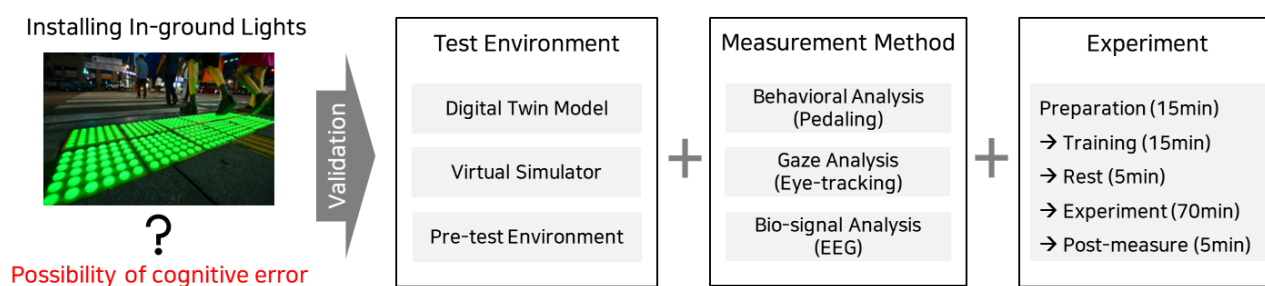 Installing In-ground Lights
?
Possibility of cognitive error
Validation
Test Environment
Digital Twin Model
Virtual Simulator
Pre-test Environment
+
Measurement Method
Behavioral Analysis
(Pedaling)
Gaze Analysis
(Eye-tracking)
Bio-signal Analysis
(EEG)
+
Experiment
Preparation (15min)
→ Training (15min)
→ Rest (5min)
→ Experiment (70min)
→ Post-measure (5min)